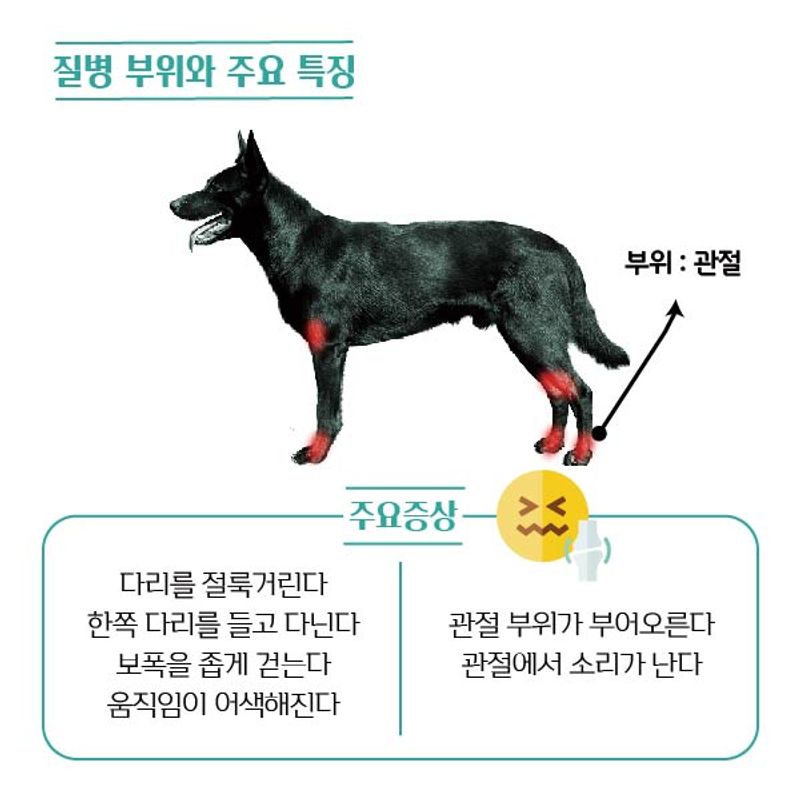 질병 부위와 주요 특징
부위 : 관절
주요증상
다리를 절룩거린다
한쪽 다리를 들고 다닌다
보폭을 좁게 걷는다
움직임이 어색해진다
관절 부위가 부어오른다
관절에서 소리가 난다